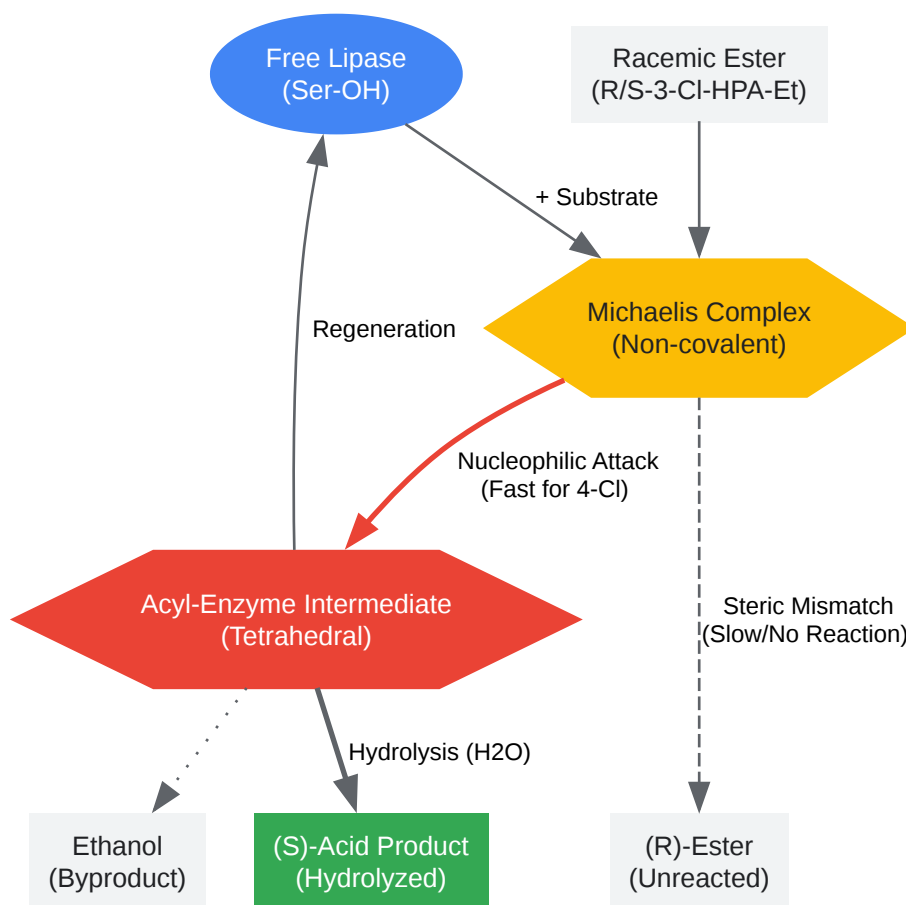 Free Lipase
(Ser-OH)
Racemic Ester
(R/S-3-Cl-HPA-Et)
+ Substrate
Michaelis Complex
(Non-covalent)
Regeneration
Nucleophilic Attack
(Fast for 4-Cl)
Acyl-Enzyme Intermediate
(Tetrahedral)
Steric Mismatch
(Slow/No Reaction)
Hydrolysis (H2O)
Ethanol
(Byproduct)
(S)-Acid Product
(Hydrolyzed)
(R)-Ester
(Unreacted)